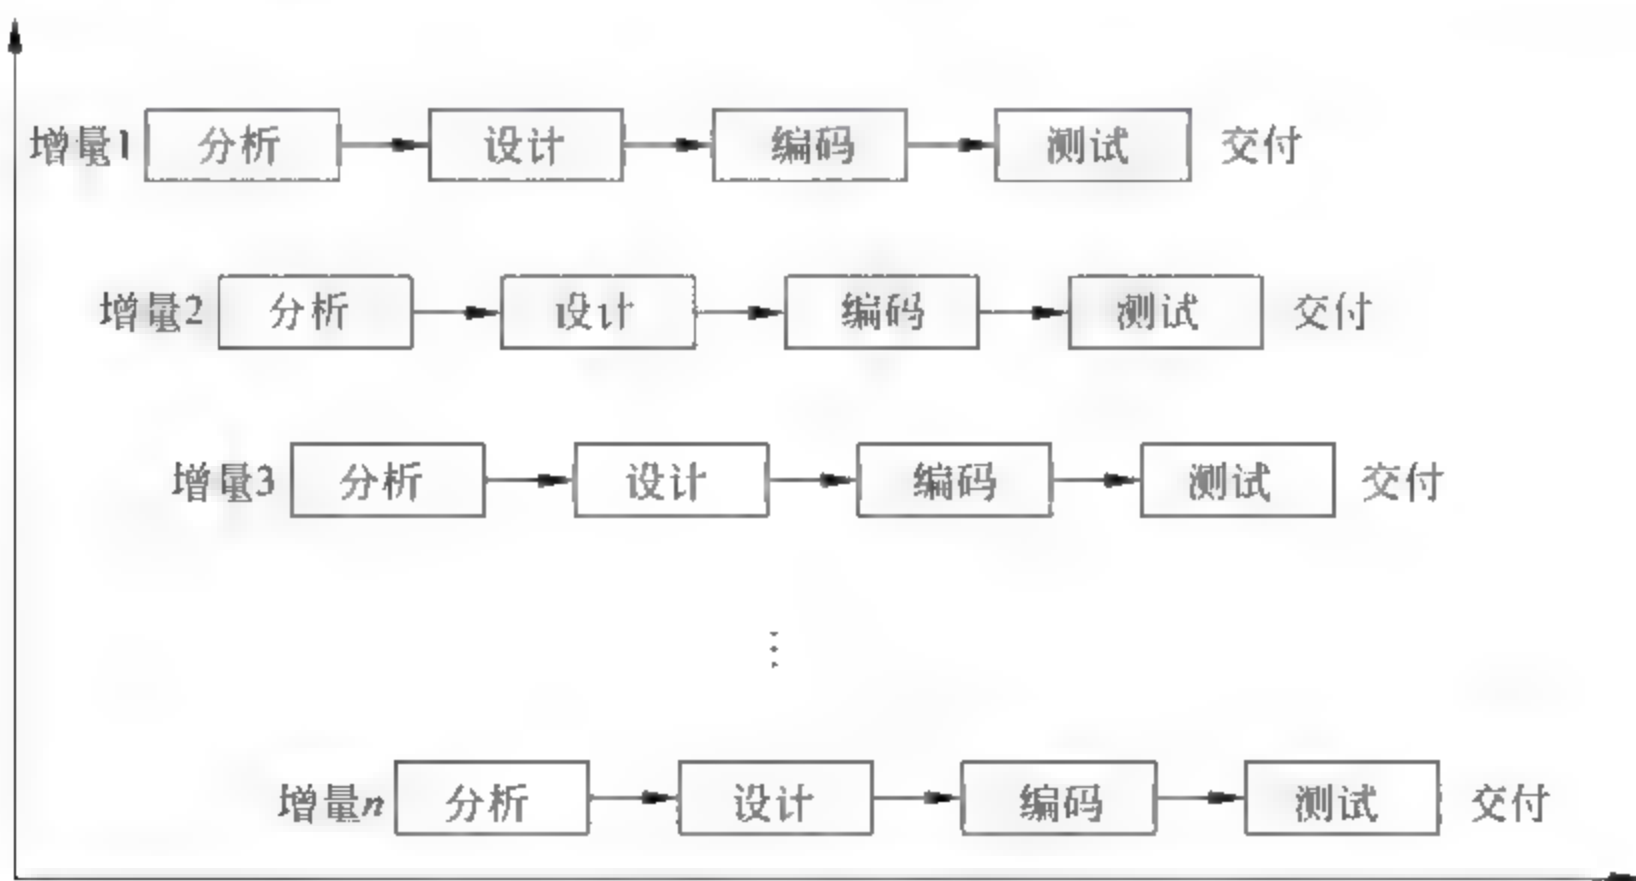 增量1 分析 设计 编码 测试 交付
增量2 分析 设计 编码 测试 交付
增量3 分析 设计 编码 测试 交付
⋮
增量n 分析 设计 编码 测试 交付